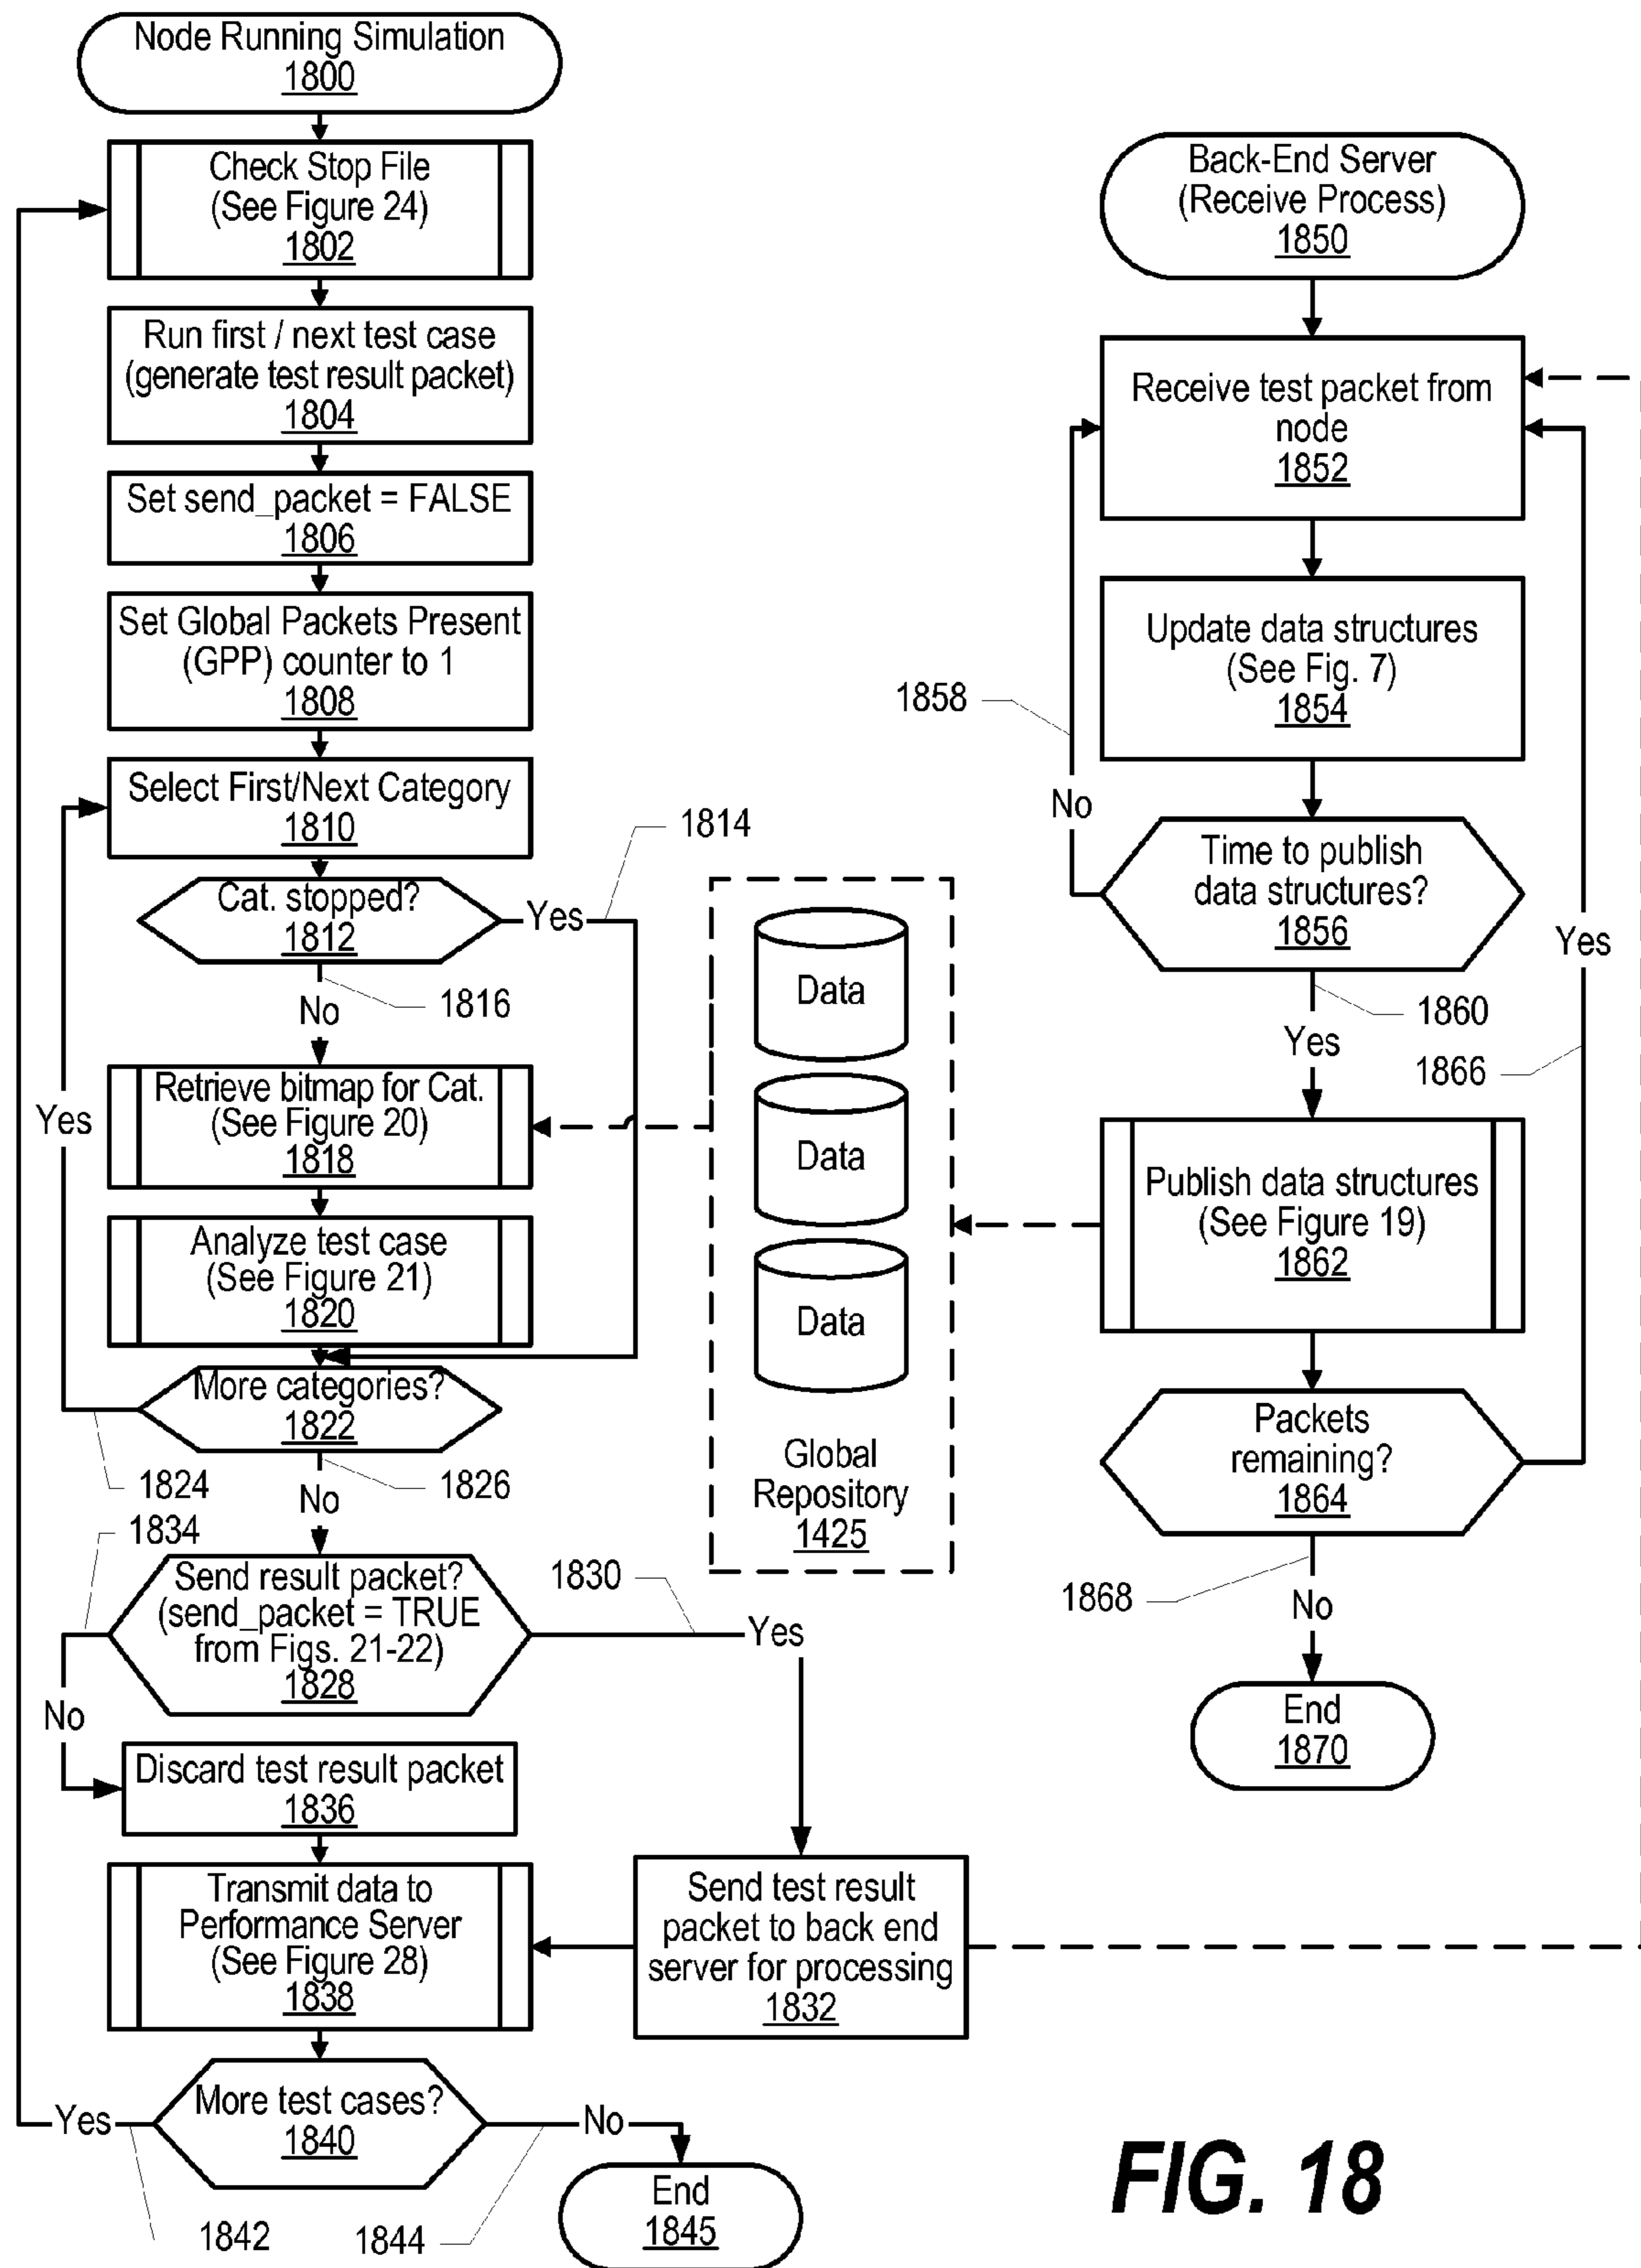 Node Running Simulation
1800
Check Stop File
(See Figure 24)
1802
Run first / next test case
(generate test result packet)
1804
Set send_packet = FALSE
1806
Set Global Packets Present
(GPP) counter to 1
1808
Select First/Next Category
1810
1814
Cat. stopped?
1812
Yes
1816
No
Retrieve bitmap for Cat.
(See Figure 20)
1818
Yes
Analyze test case
(See Figure 21)
1820
More categories?
1822
1824
1826
No
1834
Send result packet?
(send_packet = TRUE
from Figs. 21-22)
1828
1830
Yes
No
Discard test result packet
1836
Transmit data to
Performance Server
(See Figure 28)
1838
Send test result
packet to back end
server for processing
1832
More test cases?
1840
Yes
No
1842
1844
End
1845
Data
Data
Data
Global
Repository
1425
Back-End Server
(Receive Process)
1850
Receive test packet from
node
1852
Update data structures
(See Fig. 7)
1854
1858
No
Time to publish
data structures?
1856
1860
Yes
Yes
1866
Publish data structures
(See Figure 19)
1862
Packets
remaining?
1864
1868
No
End
1870
FIG. 18